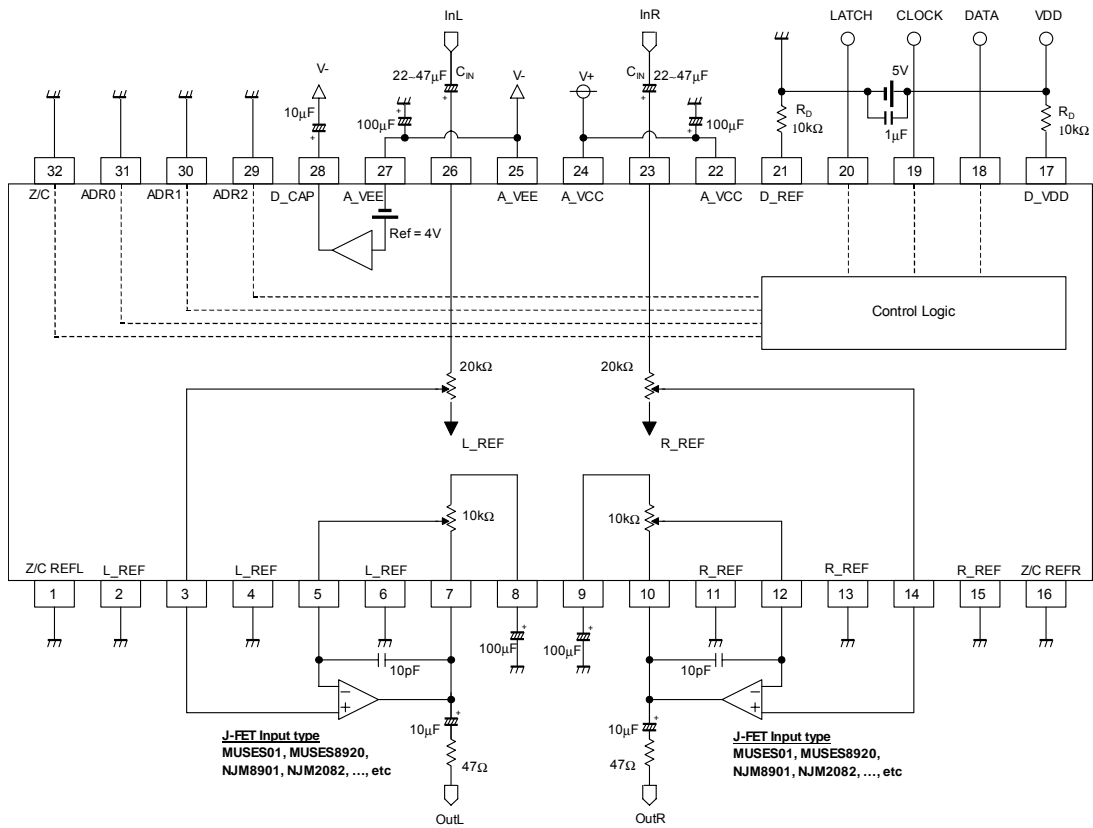 InL
InR
LATCH
CLOCK
DATA
VDD
V-
22~47μF
CIN
V-
V+
CIN
22~47μF
5V
10μF
+
100μF
+
+
+
100μF
+
RD
10kΩ
1μF
RD
10kΩ
32
31
30
29
28
27
26
25
24
23
22
21
20
19
18
17
Z/C
ADR0
ADR1
ADR2
D_CAP
A_VEE
A_VEE
A_VCC
A_VCC
D_REF
D_VDD
Ref = 4V
Control Logic
20kΩ
20kΩ
L_REF
R_REF
10kΩ
10kΩ
Z/C REFL
L_REF
L_REF
L_REF
R_REF
R_REF
R_REF
Z/C REFR
1
2
3
4
5
6
7
8
9
10
11
12
13
14
15
16
+
+
100μF
100μF
10pF
10pF
−
+
−
+
+
10μF
+
10μF
J-FET Input type
MUSES01, MUSES8920,
NJM8901, NJM2082, …, etc
J-FET Input type
MUSES01, MUSES8920,
NJM8901, NJM2082, …, etc
47Ω
47Ω
OutL
OutR